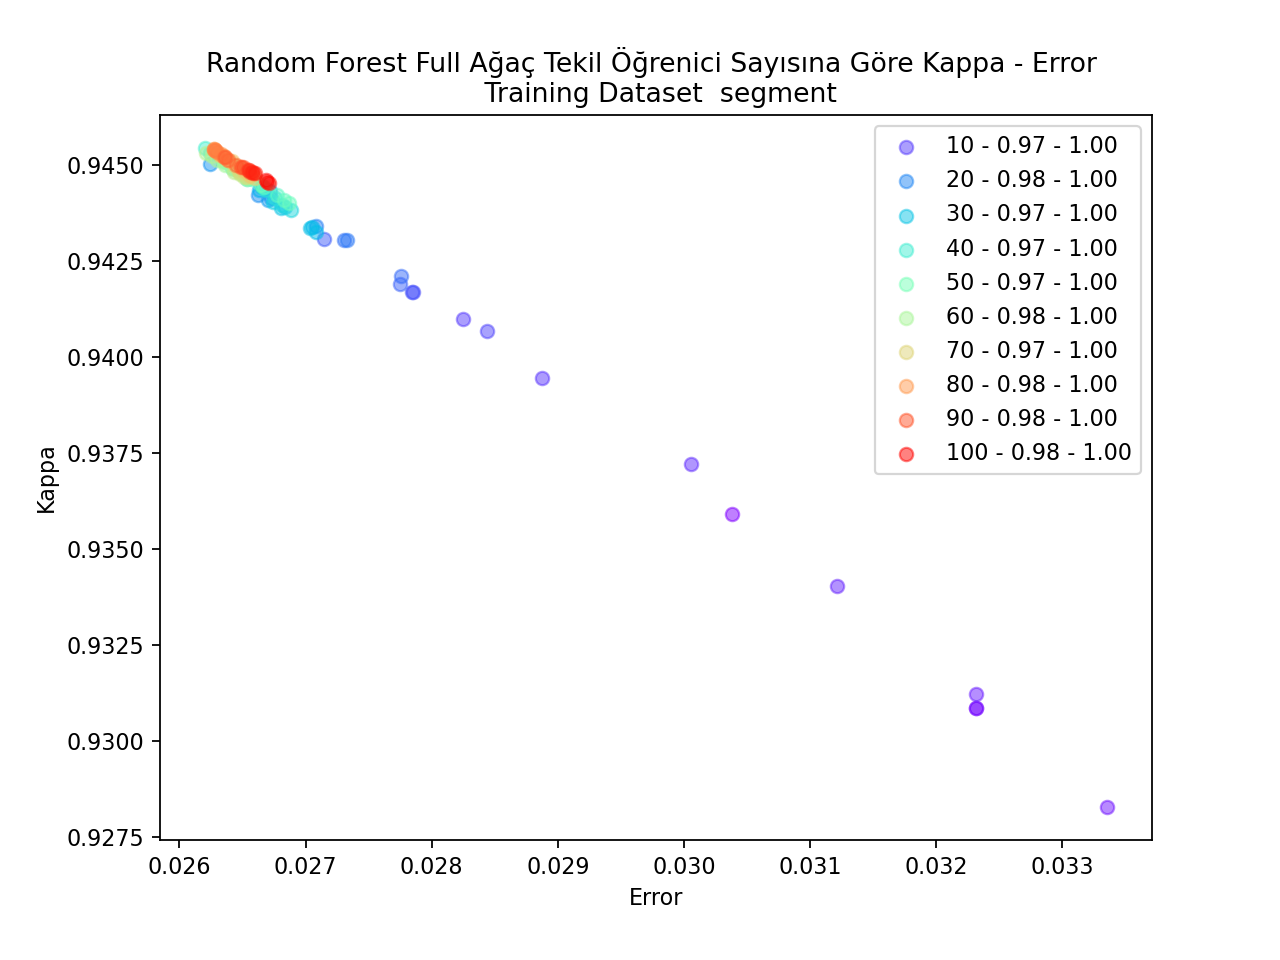 Random Forest Full Ağaç Tekil Öğrenici Sayısına Göre Kappa - Error
Training Dataset  segment
Kappa
0.9450
0.9425
0.9400
0.9375
0.9350
0.9325
0.9300
0.9275
10 - 0.97 - 1.00
20 - 0.98 - 1.00
30 - 0.97 - 1.00
40 - 0.97 - 1.00
50 - 0.97 - 1.00
60 - 0.98 - 1.00
70 - 0.97 - 1.00
80 - 0.98 - 1.00
90 - 0.98 - 1.00
100 - 0.98 - 1.00
0.026 0.027 0.028 0.029 0.030 0.031 0.032 0.033
Error